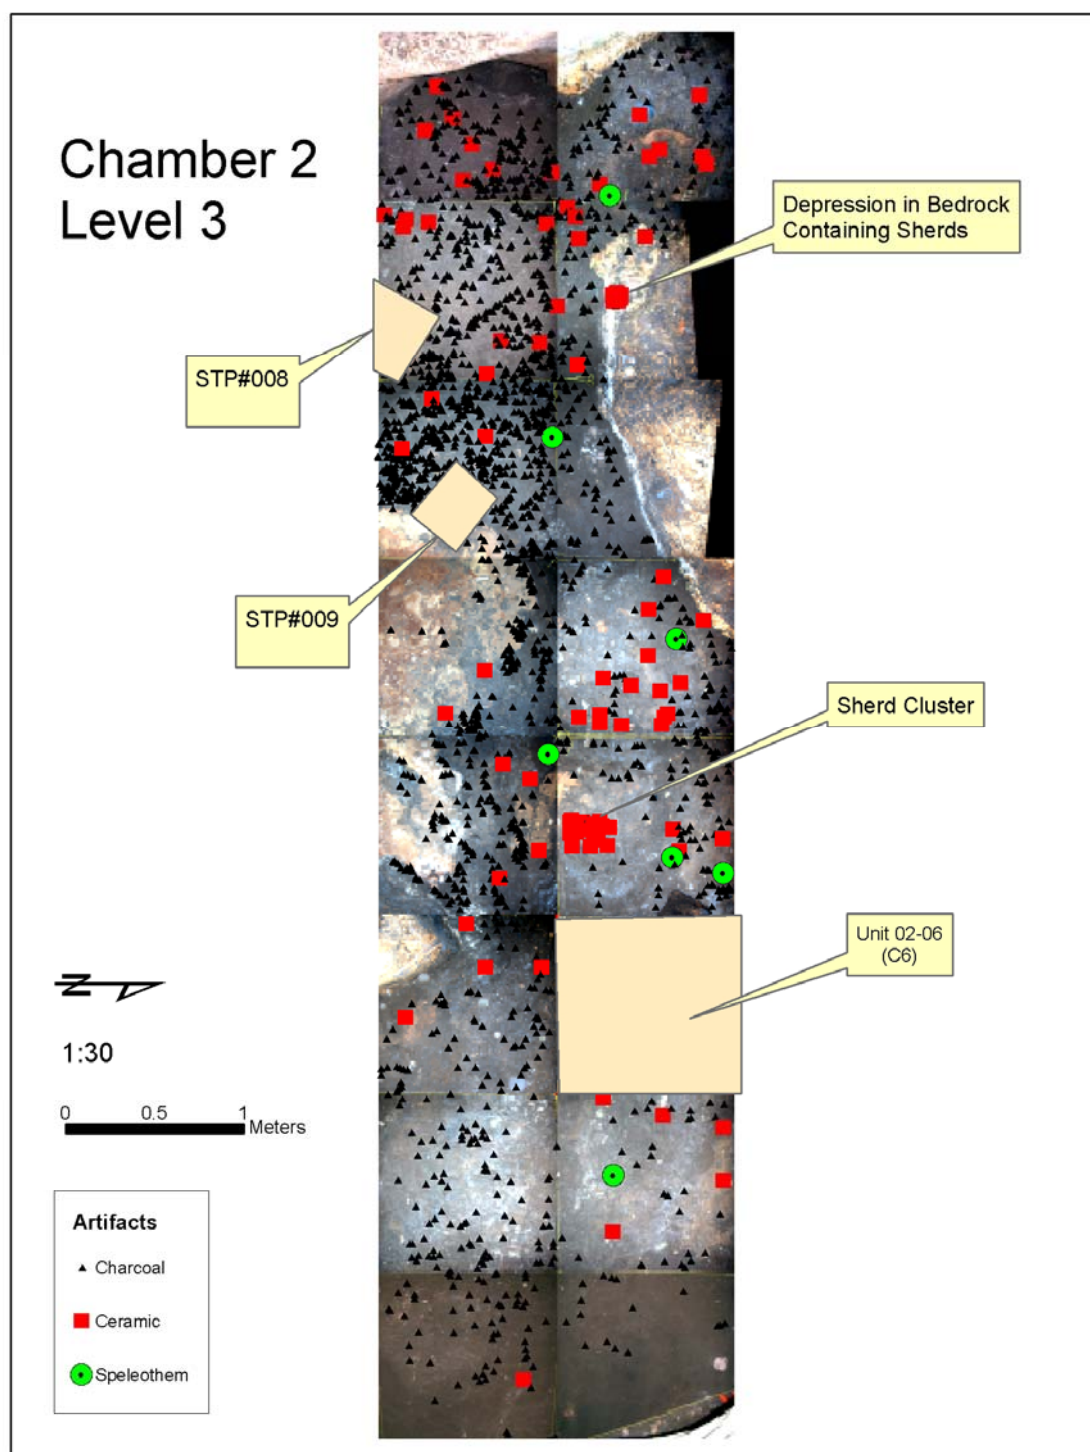 Chamber 2
Level 3
Depression in Bedrock
Containing Sherds
STP#008
STP#009
Sherd Cluster
Unit 02-06
(C6)
N
1:30
0 0.5 1
Meters
Artifacts
Charcoal
Ceramic
Speleothem